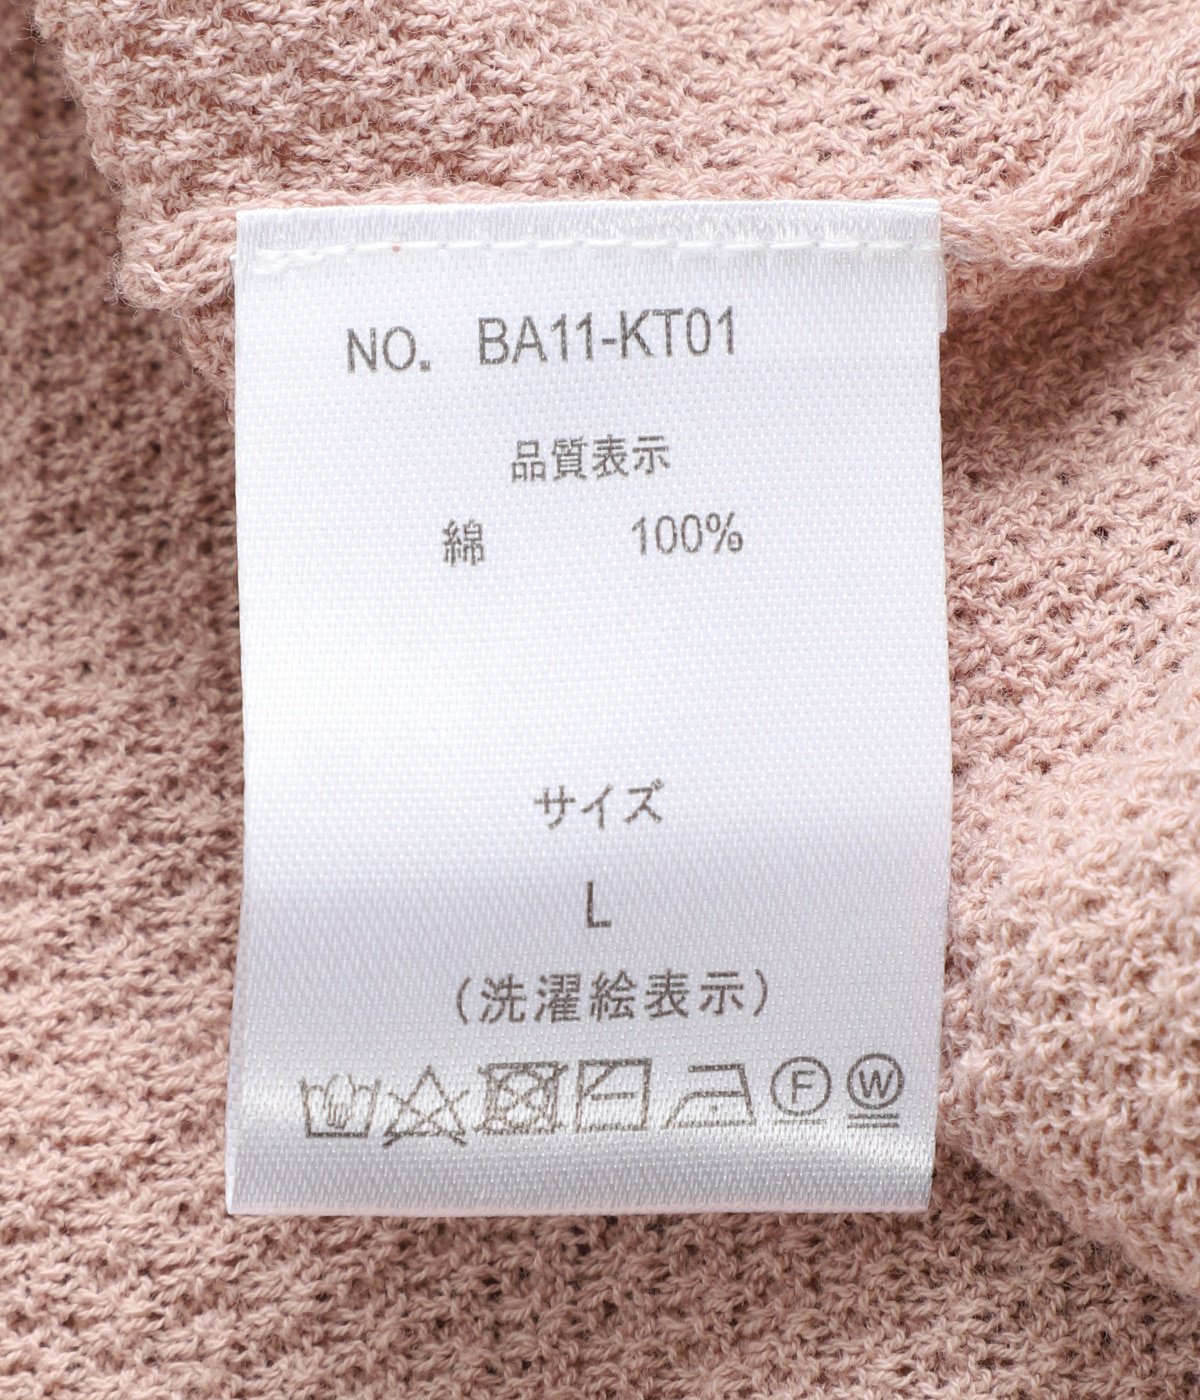 NO. BA11-KT01
品質表示
綿 100%
サイズ
L
(洗濯絵表示)
F W